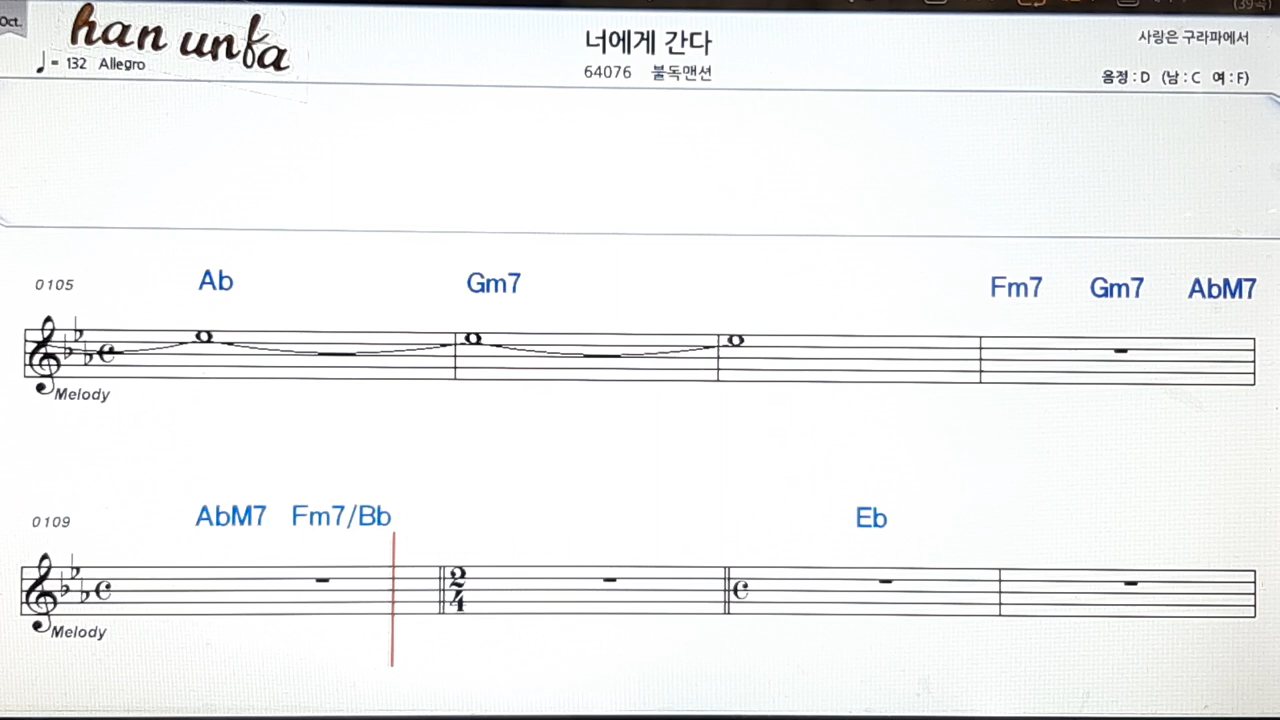 Oct.
han unfa
너에게 간다
사랑은 구라파에서
♩ = 132 Allegro
64076 불독맨션
음정 : D (남 : C 여 : F)
0105 Ab Gm7 Fm7 Gm7 AbM7
Melody
0109 AbM7 Fm7/Bb Eb
2
4
Melody